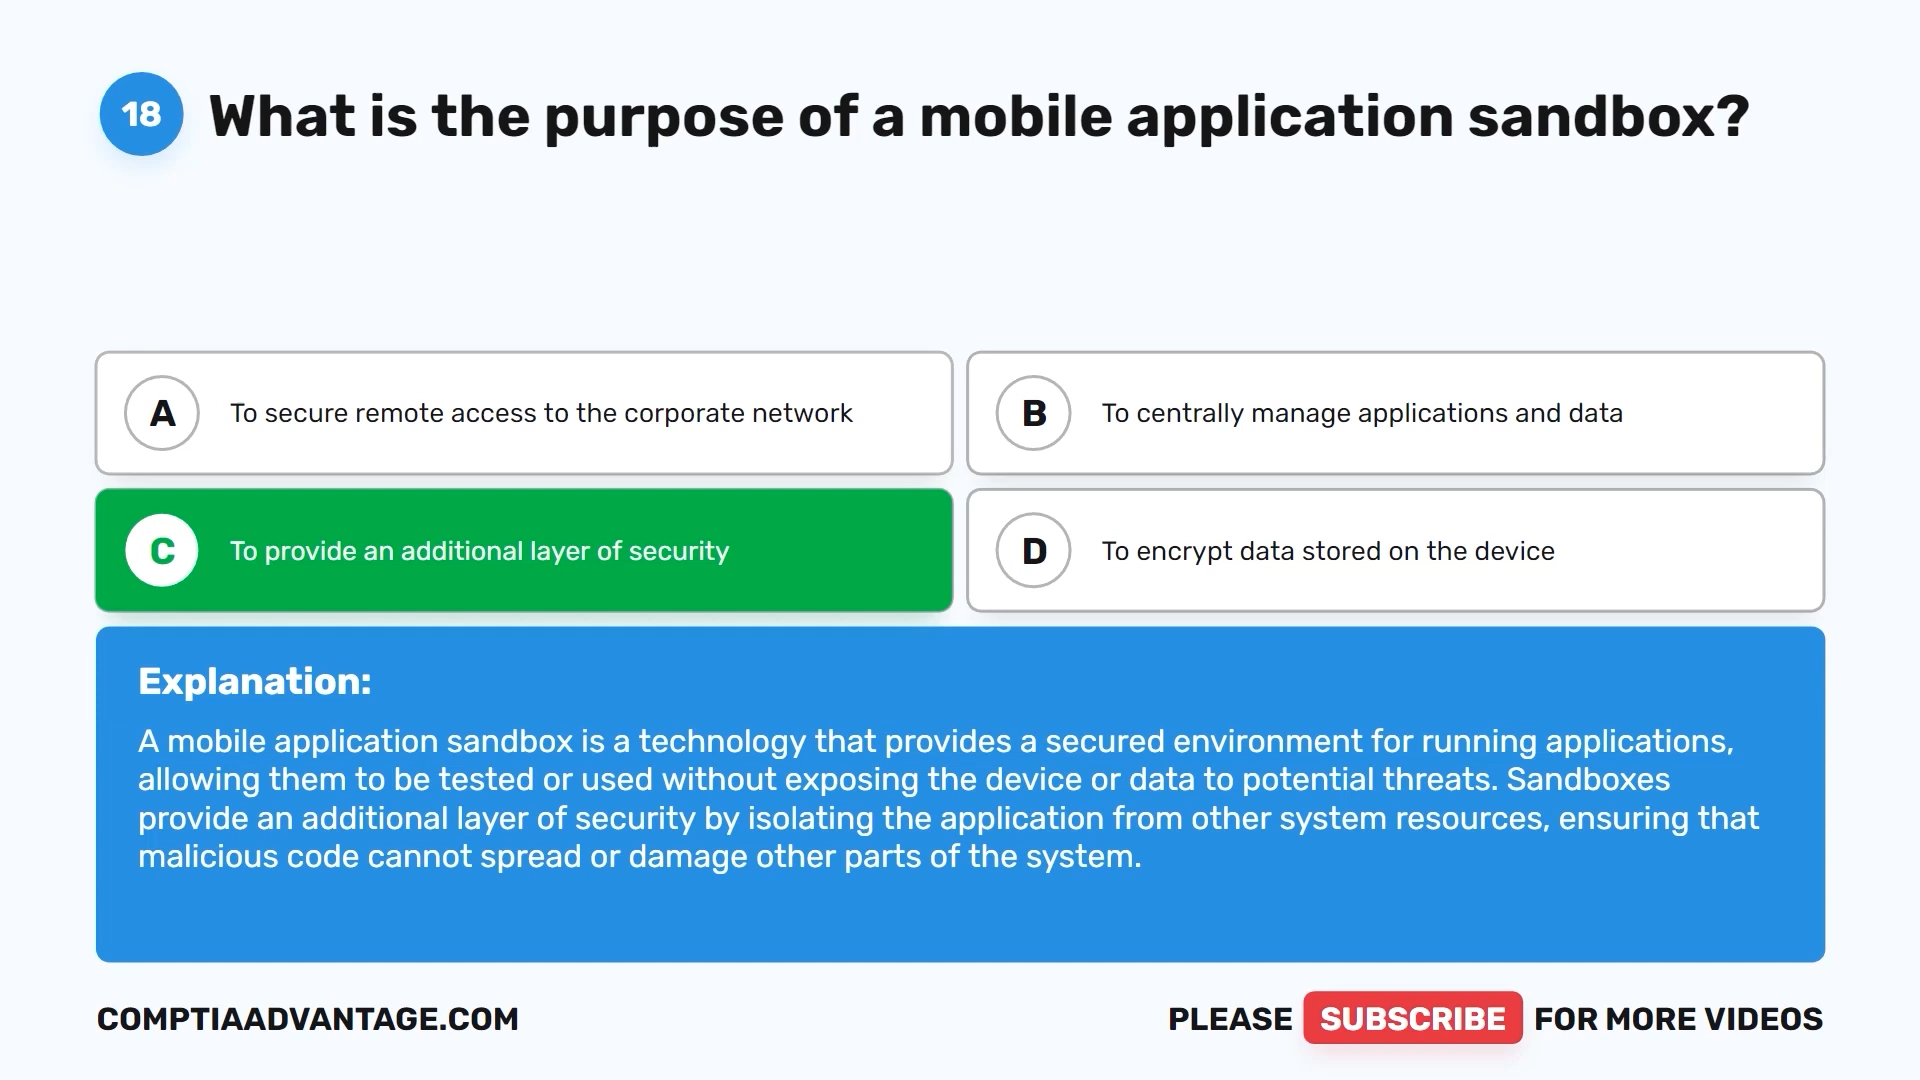 18 What is the purpose of a mobile application sandbox?
A To secure remote access to the corporate network
B To centrally manage applications and data
C To provide an additional layer of security
D To encrypt data stored on the device
Explanation:
A mobile application sandbox is a technology that provides a secured environment for running applications,
allowing them to be tested or used without exposing the device or data to potential threats. Sandboxes
provide an additional layer of security by isolating the application from other system resources, ensuring that
malicious code cannot spread or damage other parts of the system.
COMPTIAADVANTAGE.COM
PLEASE SUBSCRIBE FOR MORE VIDEOS